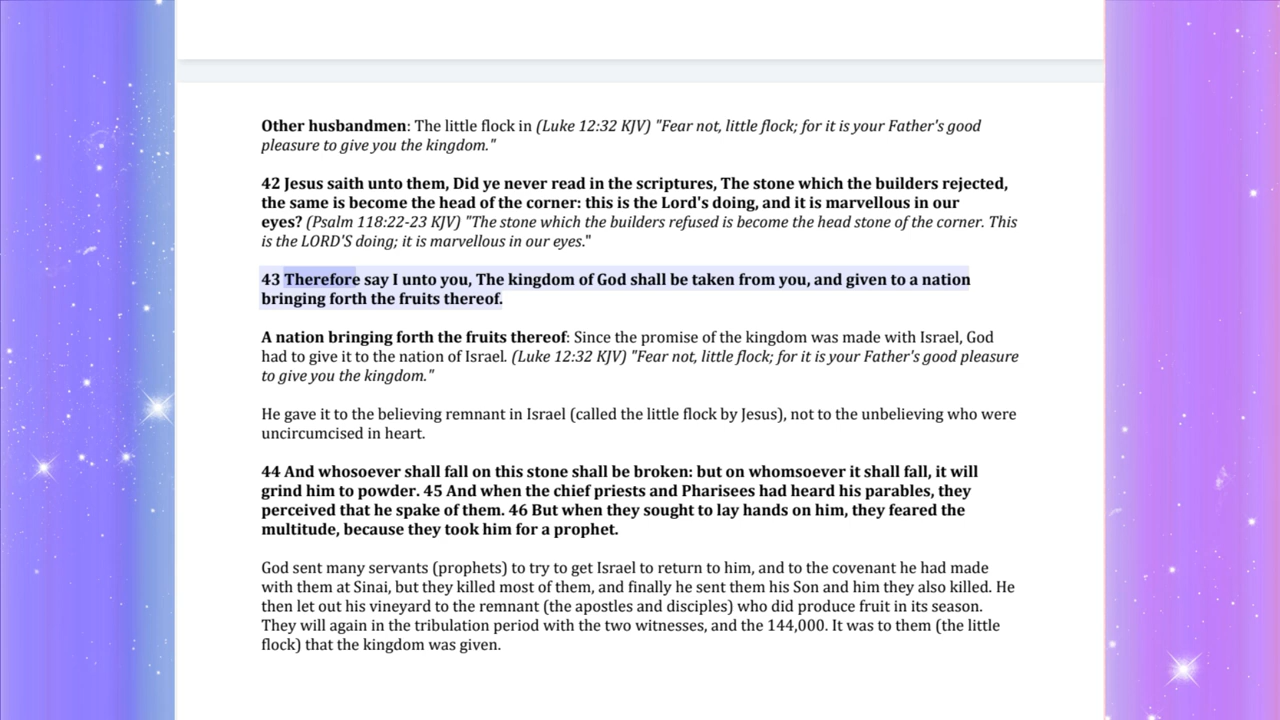 Other husbandmen: The little flock in (Luke 12:32 KJV) "Fear not, little flock; for it is your Father's good
pleasure to give you the kingdom."
42 Jesus saith unto them, Did ye never read in the scriptures, The stone which the builders rejected,
the same is become the head of the corner: this is the Lord's doing, and it is marvellous in our
eyes? (Psalm 118:22-23 KJV) "The stone which the builders refused is become the head stone of the corner. This
is the LORD'S doing; it is marvellous in our eyes."
43 Therefore say I unto you, The kingdom of God shall be taken from you, and given to a nation
bringing forth the fruits thereof.
A nation bringing forth the fruits thereof: Since the promise of the kingdom was made with Israel, God
had to give it to the nation of Israel. (Luke 12:32 KJV) "Fear not, little flock; for it is your Father's good pleasure
to give you the kingdom."
He gave it to the believing remnant in Israel (called the little flock by Jesus), not to the unbelieving who were
uncircumcised in heart.
44 And whosoever shall fall on this stone shall be broken: but on whomsoever it shall fall, it will
grind him to powder. 45 And when the chief priests and Pharisees had heard his parables, they
perceived that he spake of them. 46 But when they sought to lay hands on him, they feared the
multitude, because they took him for a prophet.
God sent many servants (prophets) to try to get Israel to return to him, and to the covenant he had made
with them at Sinai, but they killed most of them, and finally he sent them his Son and him they also killed. He
then let out his vineyard to the remnant (the apostles and disciples) who did produce fruit in its season.
They will again in the tribulation period with the two witnesses, and the 144,000. It was to them (the little
flock) that the kingdom was given.